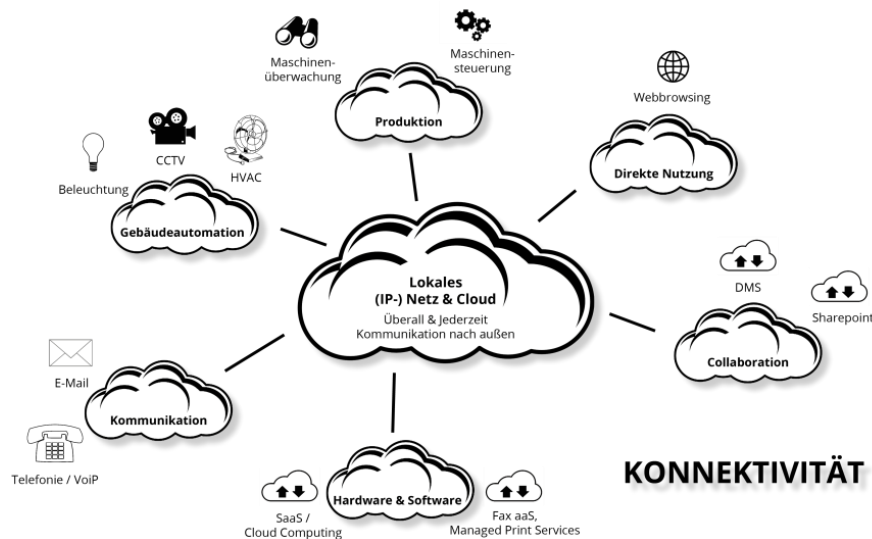 Maschinen-
überwachung
Maschinen-
steuerung
Produktion
Webbrowsing
Direkte Nutzung
CCTV
HVAC
Beleuchtung
Gebäudeautomation
Lokales
(IP-) Netz & Cloud
Überall & Jederzeit
Kommunikation nach außen
DMS
Sharepoint
Collaboration
E-Mail
Kommunikation
Telefonie / VoiP
Hardware & Software
SaaS /
Cloud Computing
Fax aaS,
Managed Print Services
KONNEKTIVITÄT